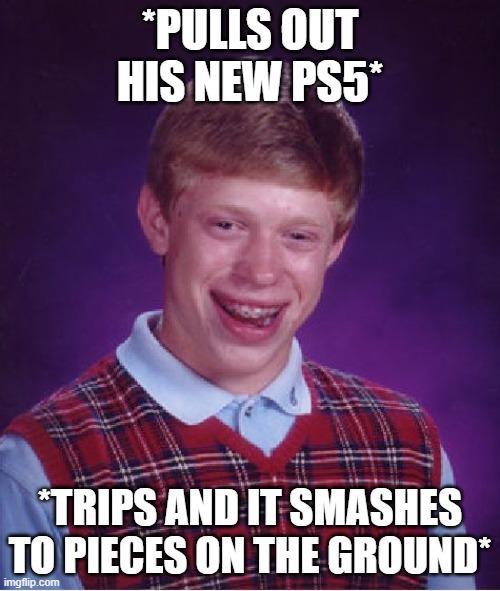 *PULLS OUT
HIS NEW PS5*
*TRIPS AND IT SMASHES
TO PIECES ON THE GROUND*
imgflip.com